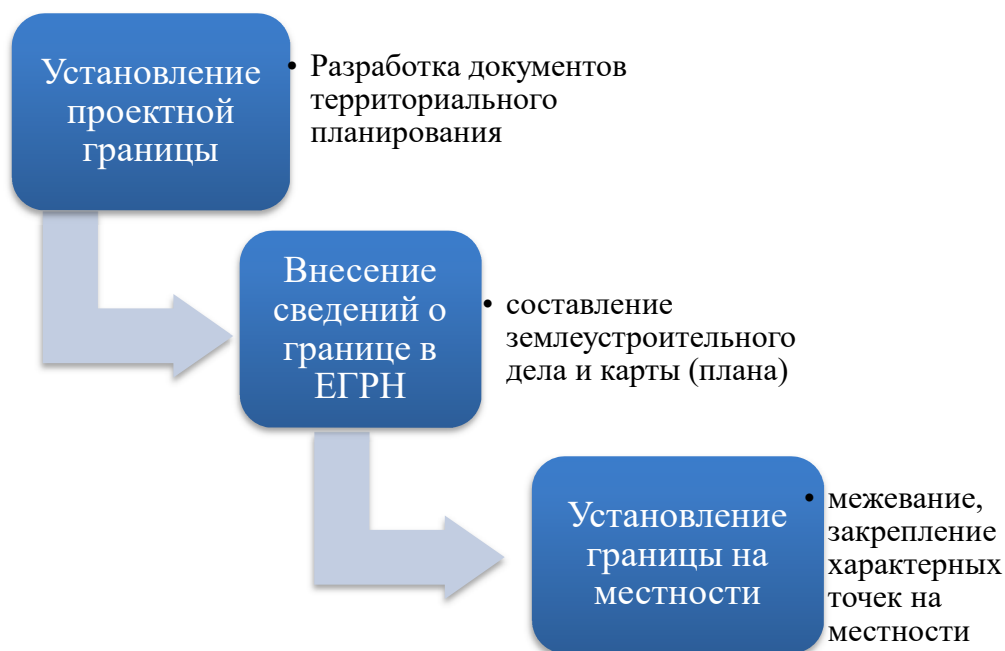 Установление
проектной
границы
• Разработка документов
территориального
планирования
Внесение
сведений о
границе в
ЕГРН
• составление
землеустроительного
дела и карты (плана)
Установление
границы на
местности
• межевание,
закрепление
характерных
точек на
местности